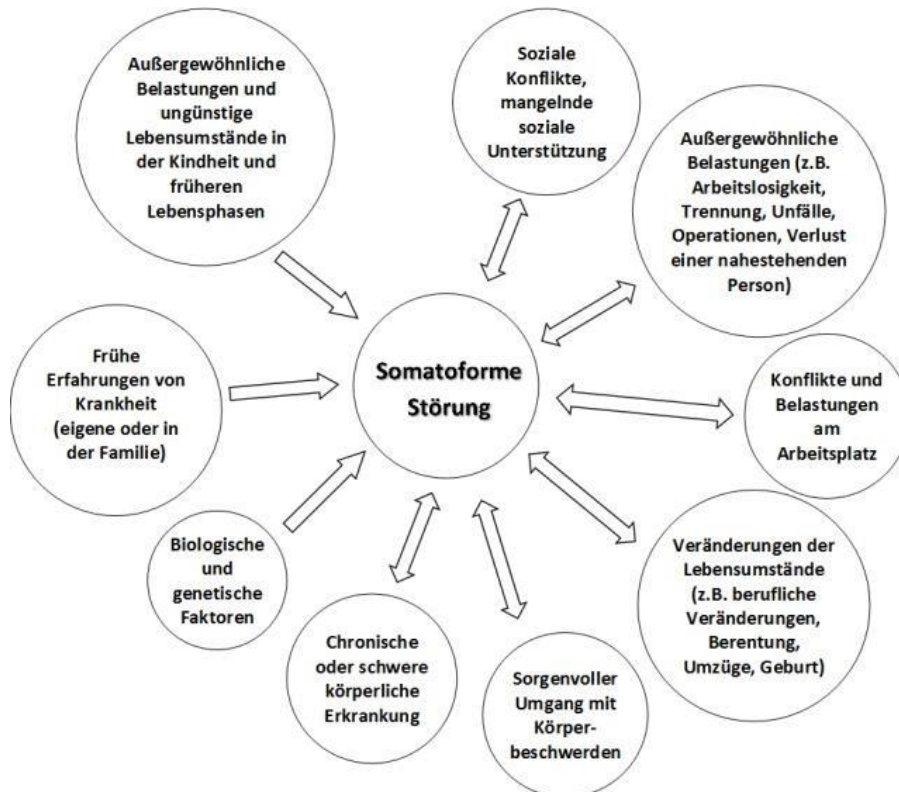 Außergewöhnliche
Belastungen und
ungünstige
Lebensumstände in
der Kindheit und
früheren
Lebensphasen
Soziale
Konflikte,
mangelnde
soziale
Unterstützung
Außergewöhnliche
Belastungen (z.B.
Arbeitslosigkeit,
Trennung, Unfälle,
Operationen, Verlust
einer nahestehenden
Person)
Frühe
Erfahrungen von
Krankheit
(eigene oder in
der Familie)
Somatoforme
Störung
Konflikte und
Belastungen
am
Arbeitsplatz
Biologische
und
genetische
Faktoren
Chronische
oder schwere
körperliche
Erkrankung
Sorgenvoller
Umgang mit
Körper-
beschwerden
Veränderungen der
Lebensumstände
(z.B. berufliche
Veränderungen,
Berentung,
Umzüge, Geburt)